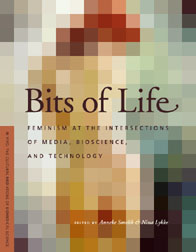 Bits of Life
FEMINISM AT THE INTERSECTIONS
OF MEDIA, BIOSCIENCE,
AND TECHNOLOGY
EDITED BY Anneke Smelik & Nina Lykke